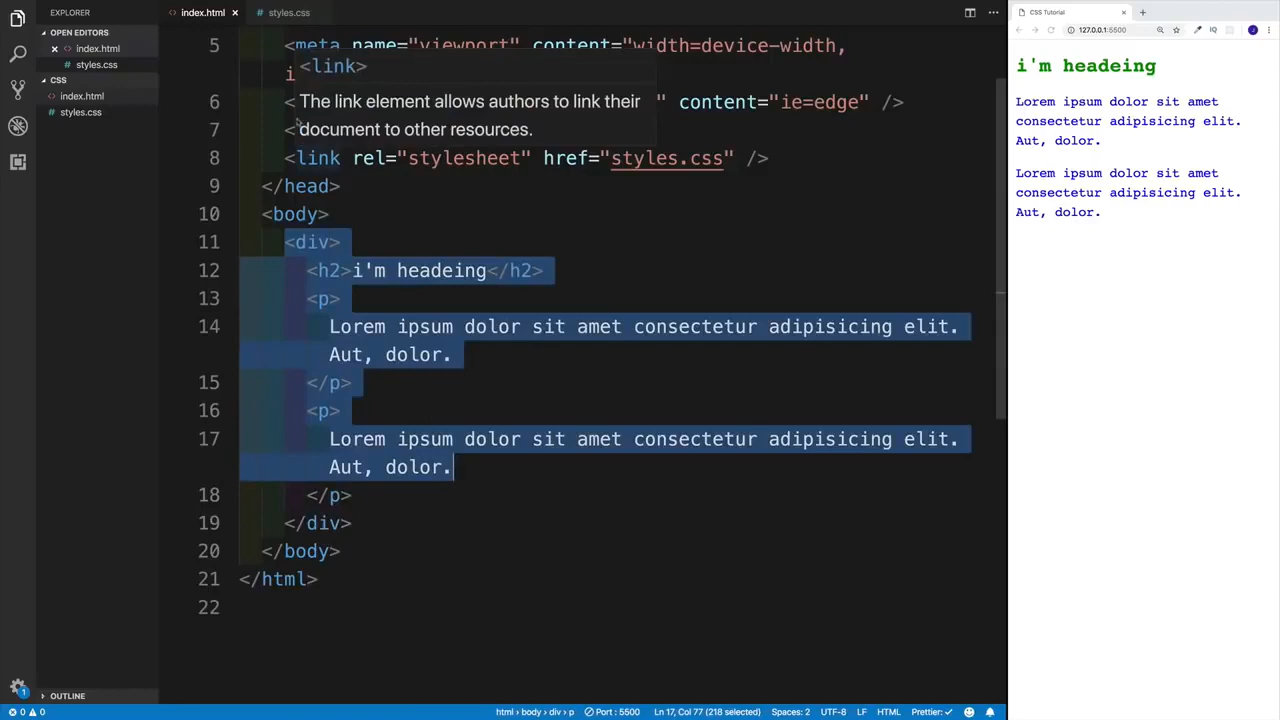 EXPLORER
OPEN EDITORS
index.html
styles.css
CSS
index.html
styles.css
OUTLINE
1
index.html
styles.css
5 <meta name="viewport" content="width=device-width,
i
<link>
The link element allows authors to link their
document to other resources.
6 < " content="ie=edge" />
7 <
8 <link rel="stylesheet" href="styles.css" />
9 </head>
10 <body>
11 <div>
12 <h2>i'm headeing</h2>
13 <p>
14 Lorem ipsum dolor sit amet consectetur adipisicing elit.
Aut, dolor.
15 </p>
16 <p>
17 Lorem ipsum dolor sit amet consectetur adipisicing elit.
Aut, dolor.
18 </p>
19 </div>
20 </body>
21 </html>
22
0 0
html › body › div › p
Port : 5500
Ln 17, Col 77 (218 selected)
Spaces: 2
UTF-8
LF
HTML
Prettier: ✓
CSS Tutorial
127.0.0.1:5500
IQ
J
i'm headeing
Lorem ipsum dolor sit amet
consectetur adipisicing elit.
Aut, dolor.
Lorem ipsum dolor sit amet
consectetur adipisicing elit.
Aut, dolor.